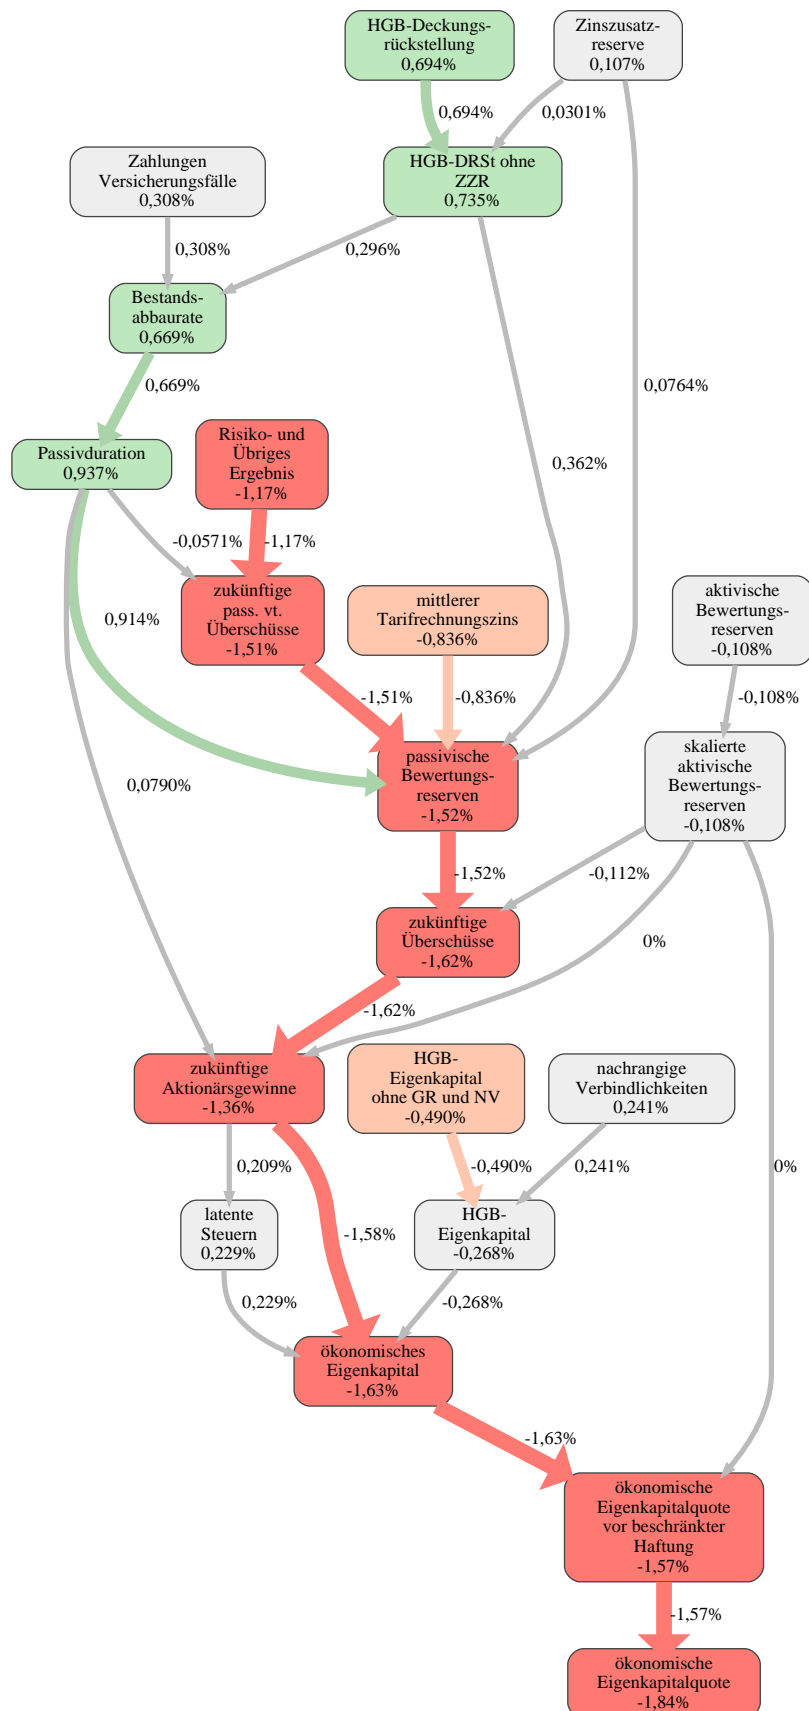 HGB-Deckungs-
rückstellung
0,694%
Zinszusatz-
reserve
0,107%
0,694%
0,0301%
Zahlungen
Versicherungsfälle
0,308%
HGB-DRSt ohne
ZZR
0,735%
0,308%
0,296%
Bestands-
abbaurate
0,669%
0,669%
0,0764%
Risiko- und
Übriges
Ergebnis
-1,17%
Passivduration
0,937%
0,362%
-0,0571%
-1,17%
zukünftige
pass. vt.
Überschüsse
-1,51%
mittlerer
Tarifrechnungszins
-0,836%
aktivische
Bewertungs-
reserven
-0,108%
0,914%
-1,51%
-0,836%
-0,108%
passivische
Bewertungs-
reserven
-1,52%
skalierte
aktivische
Bewertungs-
reserven
-0,108%
0,0790%
-1,52%
-0,112%
zukünftige
Überschüsse
-1,62%
0%
-1,62%
zukünftige
Aktionärsgewinne
-1,36%
HGB-
Eigenkapital
ohne GR und NV
-0,490%
nachrangige
Verbindlichkeiten
0,241%
0,209%
-0,490%
0,241%
0%
latente
Steuern
0,229%
-1,58%
HGB-
Eigenkapital
-0,268%
0,229%
-0,268%
ökonomisches
Eigenkapital
-1,63%
-1,63%
ökonomische
Eigenkapitalquote
vor beschränkter
Haftung
-1,57%
-1,57%
ökonomische
Eigenkapitalquote
-1,84%